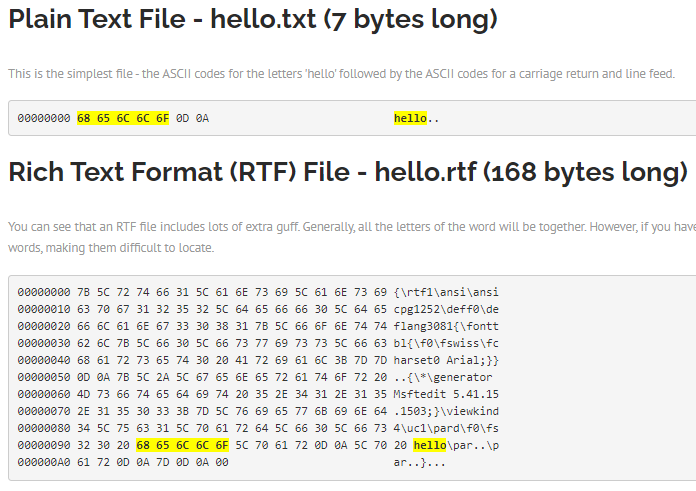 Plain Text File - hello.txt (7 bytes long)
This is the simplest file - the ASCII codes for the letters 'hello' followed by the ASCII codes for a carriage return and line feed.
00000000 68 65 6C 6C 6F 0D 0A hello..
Rich Text Format (RTF) File - hello.rtf (168 bytes long)
You can see that an RTF file includes lots of extra guff. Generally, all the letters of the word will be together. However, if you have
words, making them difficult to locate.
00000000 7B 5C 72 74 66 31 5C 61 6E 73 69 5C 61 6E 73 69 {\rtf1\ansi\ansi
00000010 63 70 67 31 32 35 32 5C 64 65 66 66 30 5C 64 65 cpg1252\deff0\de
00000020 66 6C 61 6E 67 33 30 38 31 7B 5C 66 6F 6E 74 74 flang3081{\fontt
00000030 62 6C 7B 5C 66 30 5C 66 73 77 69 73 73 5C 66 63 bl{\f0\fswiss\fc
00000040 68 61 72 73 65 74 30 20 41 72 69 61 6C 3B 7D 7D harset0 Arial;}}
00000050 0D 0A 7B 5C 2A 5C 67 65 6E 65 72 61 74 6F 72 20 ..{\*\generator
00000060 4D 73 66 74 65 64 69 74 20 35 2E 34 31 2E 31 35 Msftedit 5.41.15
00000070 2E 31 35 30 33 3B 7D 5C 76 69 65 77 6B 69 6E 64 .1503;}\viewkind
00000080 34 5C 75 63 31 5C 70 61 72 64 5C 66 30 5C 66 73 4\uc1\pard\f0\fs
00000090 32 30 20 68 65 6C 6C 6F 5C 70 61 72 0D 0A 5C 70 20 hello\par..\p
000000A0 61 72 0D 0A 7D 0D 0A 00 ar..}...